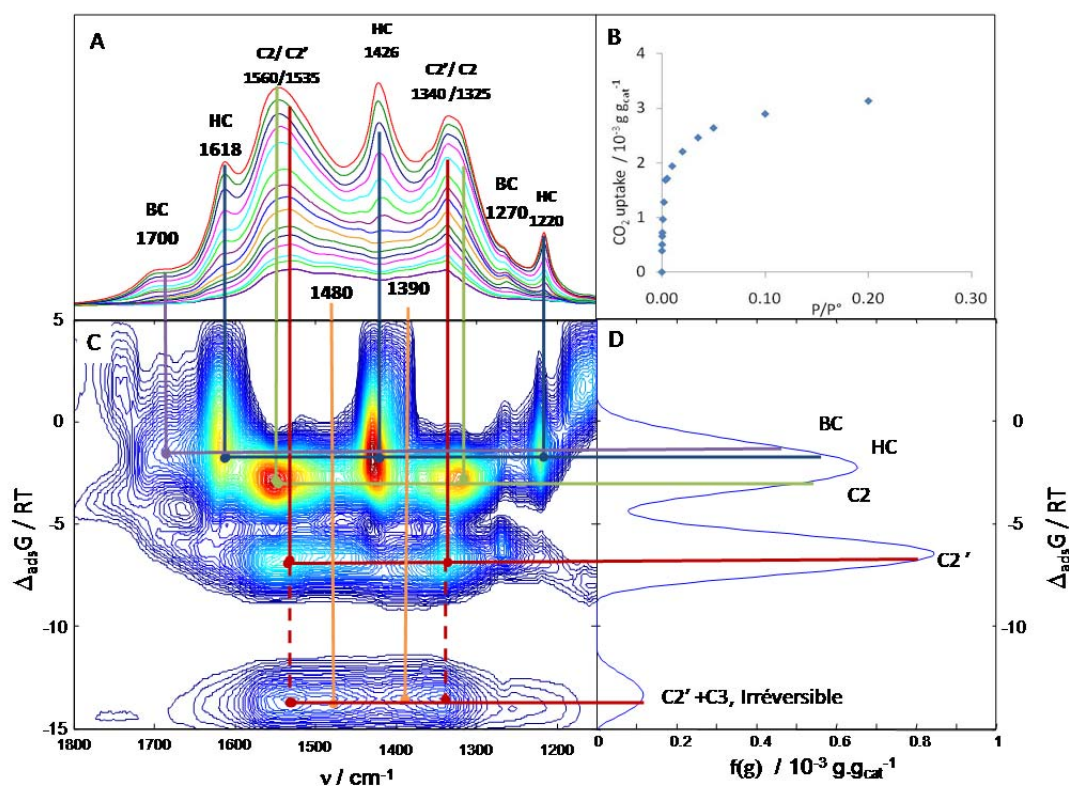 A
BC
1700
HC
1618
C2/ C2’
1560/1535
HC
1426
C2’/ C2
1340 /1325
BC
1270
HC
1220
1480
1390
B
4
3
2
1
0
CO2 uptake / 10-3 g gcat-1
0.00
0.10
0.20
0.30
P/P°
C
5
0
-5
-10
-15
ΔadsG / RT
1800
1700
1600
1500
1400
1300
1200
ν / cm-1
D
BC
HC
C2
C2’
C2’ +C3, Irréversible
0
-5
-10
-15
ΔadsG / RT
0
0.2
0.4
0.6
0.8
1
f(g) / 10-3 g.gcat-1